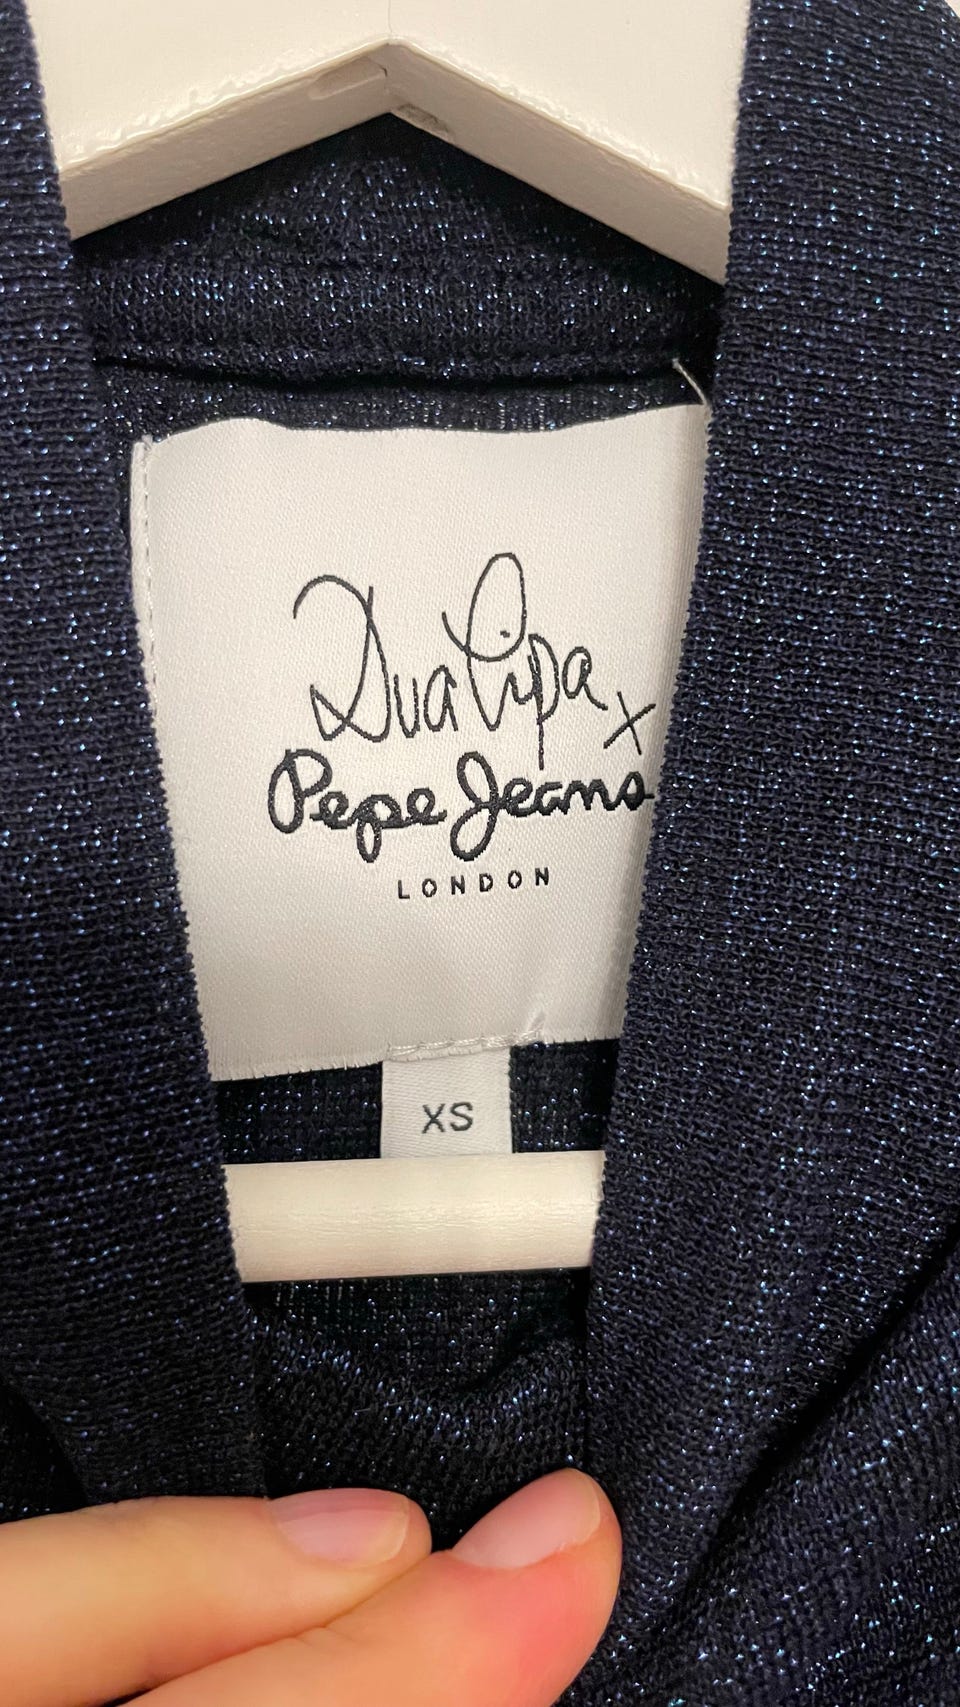 Dua Lipa x
Pepe Jeans
LONDON
XS